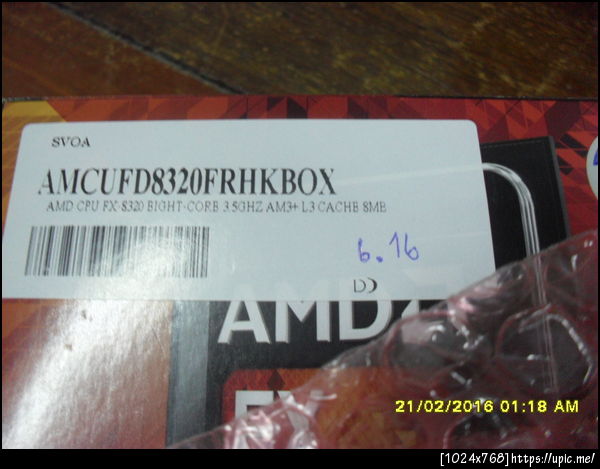 SVOA
AMCUFD8320FRHKBOX
AMD CPU FX-8320 EIGHT-CORE 3.5GHZ AM3+ L3 CACHE 8MB
6.16
AMD
FX
21/02/2016 01:18 AM
[1024x768]https://upic.me/